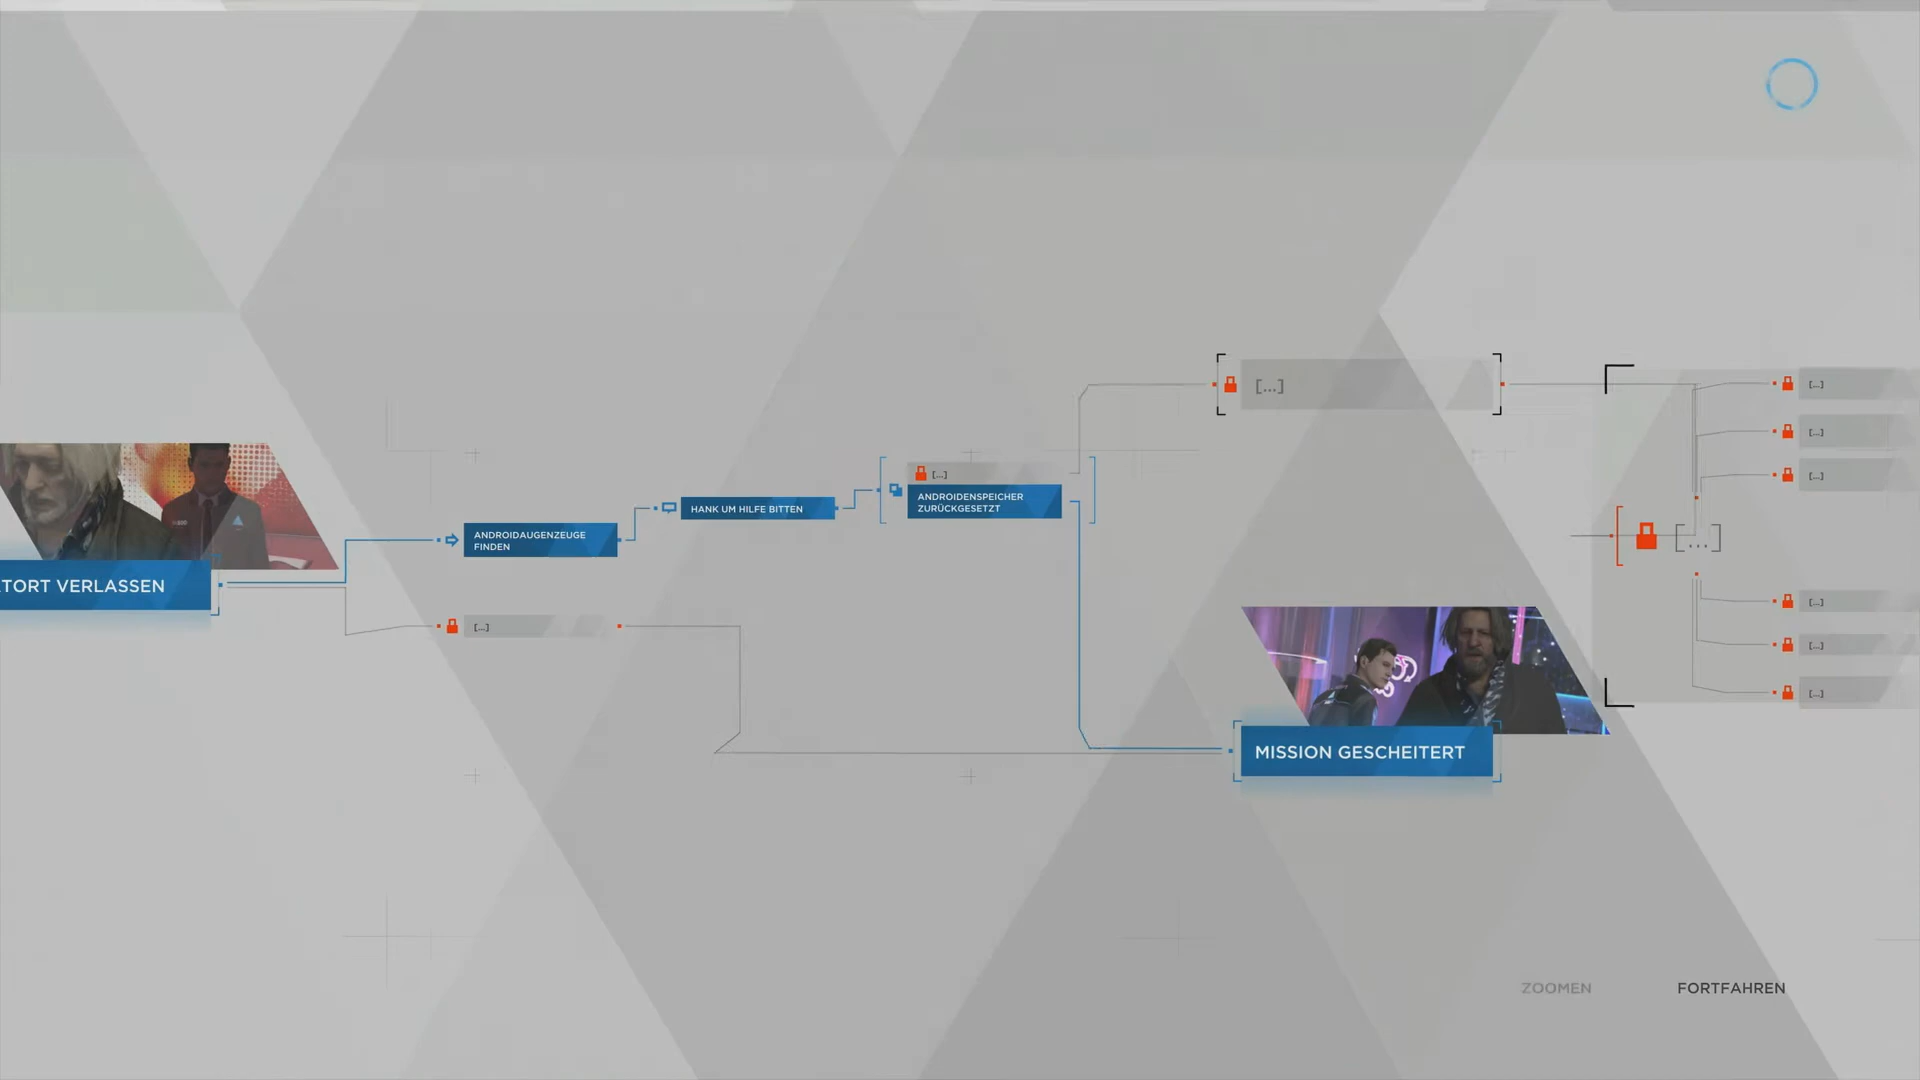 TORT VERLASSEN
ANDROIDAUGENZEUGE
FINDEN
[...]
HANK UM HILFE BITTEN
[...]
ANDROIDENSPEICHER
ZURÜCKGESETZT
[...]
MISSION GESCHEITERT
[...]
[...]
[...]
[...]
[...]
[...]
[...]
ZOOMEN
FORTFAHREN